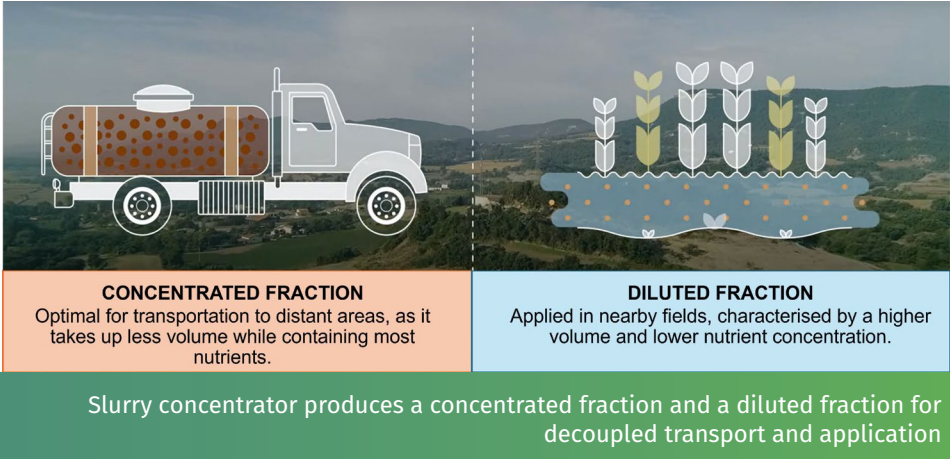 CONCENTRATED FRACTION
Optimal for transportation to distant areas, as it
takes up less volume while containing most
nutrients.
DILUTED FRACTION
Applied in nearby fields, characterised by a higher
volume and lower nutrient concentration.
Slurry concentrator produces a concentrated fraction and a diluted fraction for
decoupled transport and application